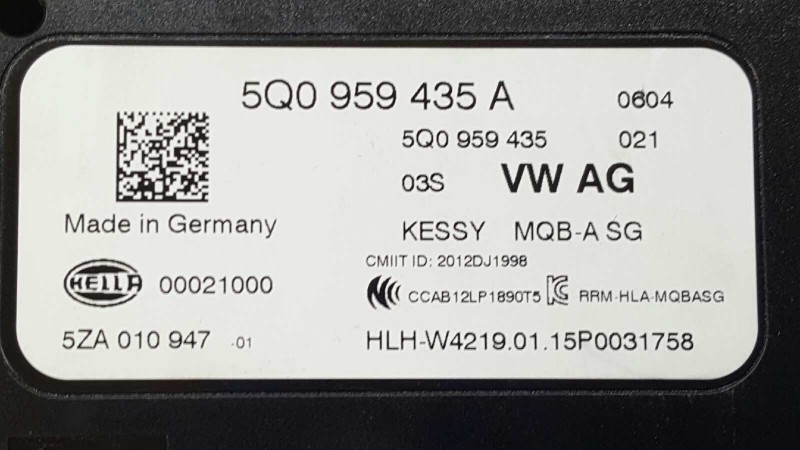 5Q0 959 435 A 0604
5Q0 959 435 021
03S VW AG
Made in Germany KESSY MQB-A SG
CMIIT ID: 2012DJ1998
HELLA 00021000 CCAB12LP1890T5 RRM-HLA-MQBASG
5ZA 010 947 -01 HLH-W4219.01.15P0031758